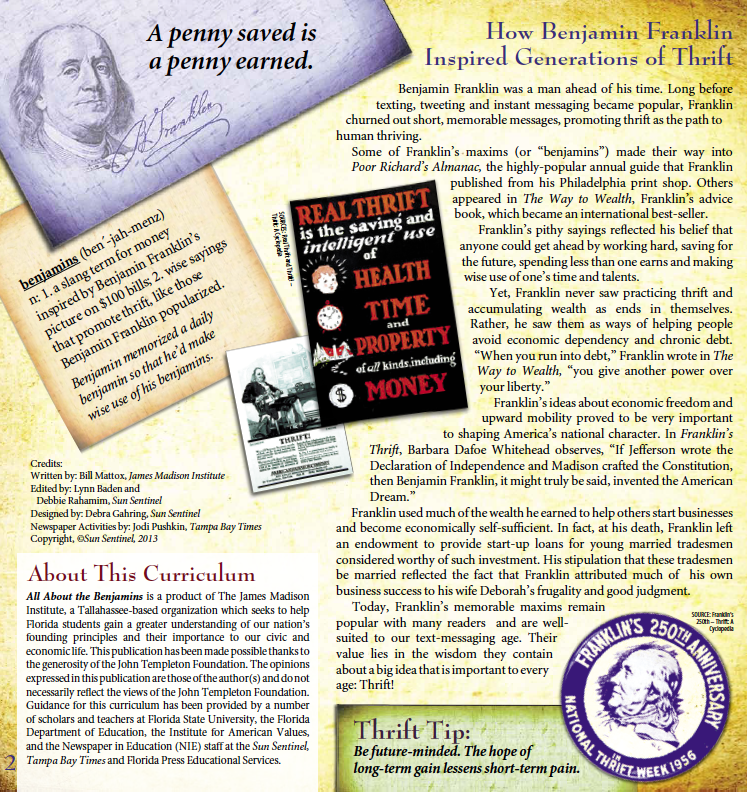 A penny saved is
a penny earned.
B Franklin
benjamins (ben'-jah-menz)
n: 1. a slang term for money
inspired by Benjamin Franklin's
picture on $100 bills; 2. wise sayings
that promote thrift, like those
Benjamin Franklin popularized.
Benjamin memorized a daily
benjamin so that he'd make
wise use of his benjamins.
SOURCES: Real Thrift and Thrift! –
Thrift: A Cyclopedia
REAL THRIFT
is the saving and
intelligent use
of
HEALTH
TIME
and
PROPERTY
of all kinds, including
$
MONEY
THRIFT!
Credits:
Written by: Bill Mattox, James Madison Institute
Edited by: Lynn Baden and
Debbie Rahamim, Sun Sentinel
Designed by: Debra Gahring, Sun Sentinel
Newspaper Activities by: Jodi Pushkin, Tampa Bay Times
Copyright, ©Sun Sentinel, 2013
About This Curriculum
All About the Benjamins is a product of The James Madison
Institute, a Tallahassee-based organization which seeks to help
Florida students gain a greater understanding of our nation's
founding principles and their importance to our civic and
economic life. This publication has been made possible thanks to
the generosity of the John Templeton Foundation. The opinions
expressed in this publication are those of the author(s) and do not
necessarily reflect the views of the John Templeton Foundation.
Guidance for this curriculum has been provided by a number
of scholars and teachers at Florida State University, the Florida
Department of Education, the Institute for American Values,
and the Newspaper in Education (NIE) staff at the Sun Sentinel,
Tampa Bay Times and Florida Press Educational Services.
2
How Benjamin Franklin
Inspired Generations of Thrift
Benjamin Franklin was a man ahead of his time. Long before
texting, tweeting and instant messaging became popular, Franklin
churned out short, memorable messages, promoting thrift as the path to
human thriving.
Some of Franklin's maxims (or “benjamins”) made their way into
Poor Richard's Almanac, the highly-popular annual guide that Franklin
published from his Philadelphia print shop. Others
appeared in The Way to Wealth, Franklin's advice
book, which became an international best-seller.
Franklin's pithy sayings reflected his belief that
anyone could get ahead by working hard, saving for
the future, spending less than one earns and making
wise use of one's time and talents.
Yet, Franklin never saw practicing thrift and
accumulating wealth as ends in themselves.
Rather, he saw them as ways of helping people
avoid economic dependency and chronic debt.
“When you run into debt,” Franklin wrote in The
Way to Wealth, “you give another power over
your liberty.”
Franklin's ideas about economic freedom and
upward mobility proved to be very important
to shaping America's national character. In Franklin's
Thrift, Barbara Dafoe Whitehead observes, “If Jefferson wrote the
Declaration of Independence and Madison crafted the Constitution,
then Benjamin Franklin, it might truly be said, invented the American
Dream.”
Franklin used much of the wealth he earned to help others start businesses
and become economically self-sufficient. In fact, at his death, Franklin left
an endowment to provide start-up loans for young married tradesmen
considered worthy of such investment. His stipulation that these tradesmen
be married reflected the fact that Franklin attributed much of his own
business success to his wife Deborah's frugality and good judgment.
Today, Franklin's memorable maxims remain
popular with many readers and are well-
suited to our text-messaging age. Their
value lies in the wisdom they contain
about a big idea that is important to every
age: Thrift!
SOURCE: Franklin's
250th – Thrift: A
Cyclopedia
FRANKLIN'S 250TH ANNIVERSARY
IN
NATIONAL THRIFT WEEK 1956
Thrift Tip:
Be future-minded. The hope of
long-term gain lessens short-term pain.